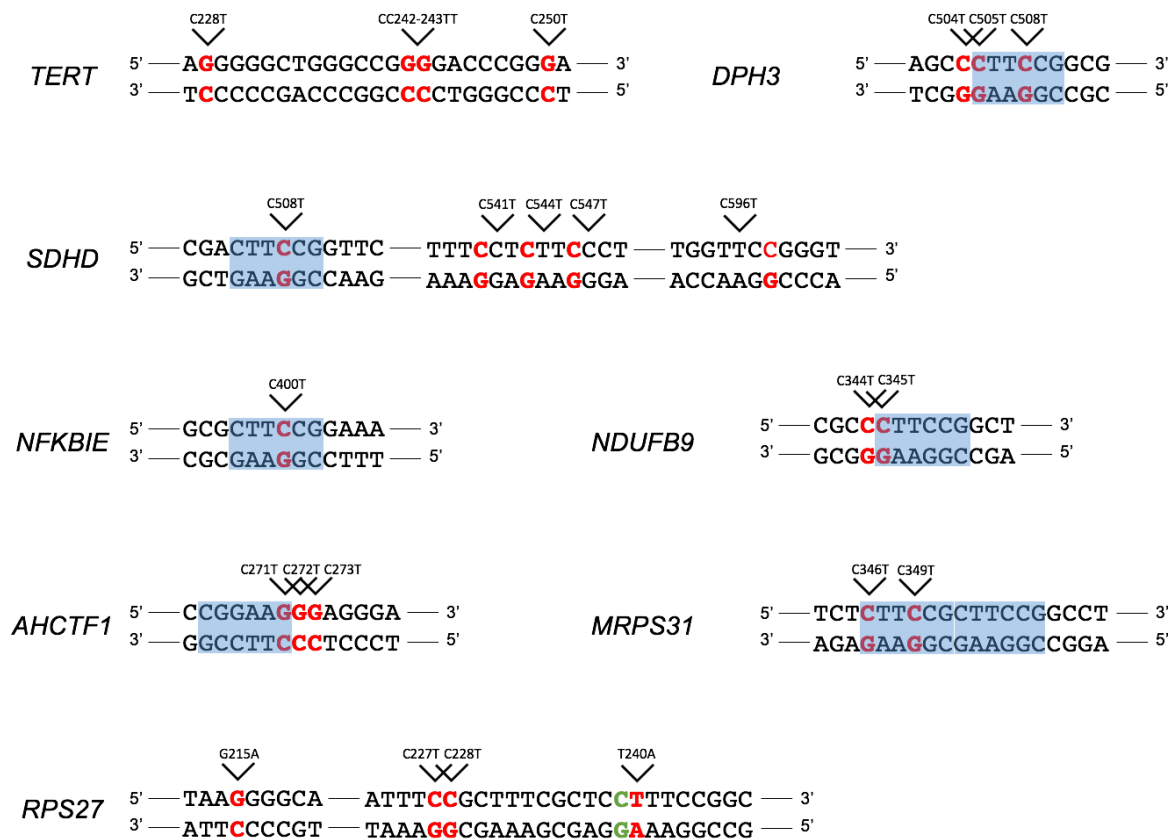 C228T CC242-243TT C250T C504T C505T C508T
TERT 5’ AGGGGGCTGGGCCGGGGACCCGGGA 3’ DPH3 5’ AGCCCTTCCGGCG 3’
3’ TCCCCCGACCCGGCCCCTGGGCCCT 5’ 3’ TCGGGAAGGCCGC 5’
C508T C541T C544T C547T C596T
SDHD 5’ CGACTTCCGGTTC TTTCCTCTTCCCT TGGTTCCGGGT 3’
3’ GCTGAAGGCCAAG AAAGGAGAAGGGA ACCAAGGCCCA 5’
C400T C344T C345T
NFKBIE 5’ GCGCTTCCGGAAA 3’ NDUFB9 5’ CGCCCTTCCGGCT 3’
3’ CGCGAAGGCCTTT 5’ 3’ GCGGGAAGGCCGA 5’
C271T C272T C273T C346T C349T
AHCTF1 5’ CCGGAAGGGAGGGA 3’ MRPS31 5’ TCTCTTCCGCTTCCGGCCT 3’
3’ GGCCTTCCCTCCCT 5’ 3’ AGAGAAGGCGAAGGCCGGA 5’
G215A C227T C228T T240A
RPS27 5’ TAAGGGGCA ATTTCCGCTTTCGCTCCTTTCCGGC 3’
3’ ATTCCCCGT TAAAGGCGAAAGCGAGGAAAGGCCG 5’